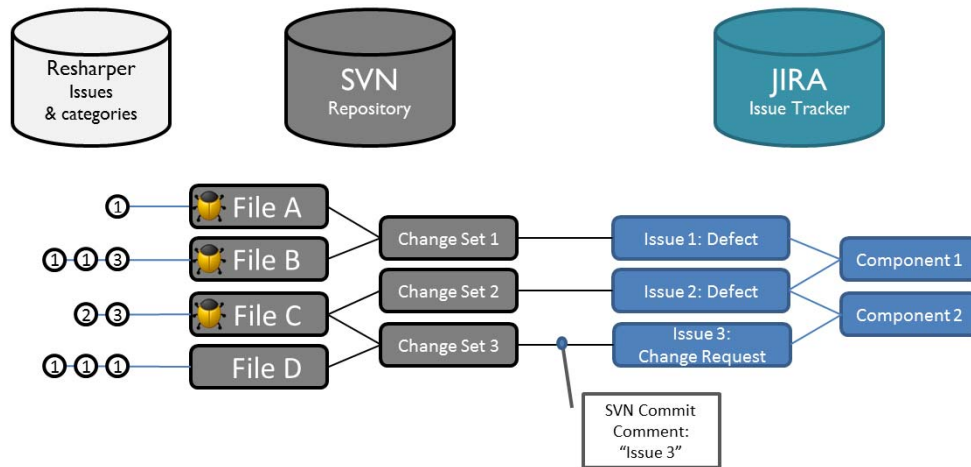 Resharper
Issues
& categories
SVN
Repository
JIRA
Issue Tracker
1
File A
1 1 3
File B
2 3
File C
1 1 1
File D
Change Set 1
Change Set 2
Change Set 3
Issue 1: Defect
Issue 2: Defect
Issue 3:
Change Request
Component 1
Component 2
SVN Commit
Comment:
“Issue 3”